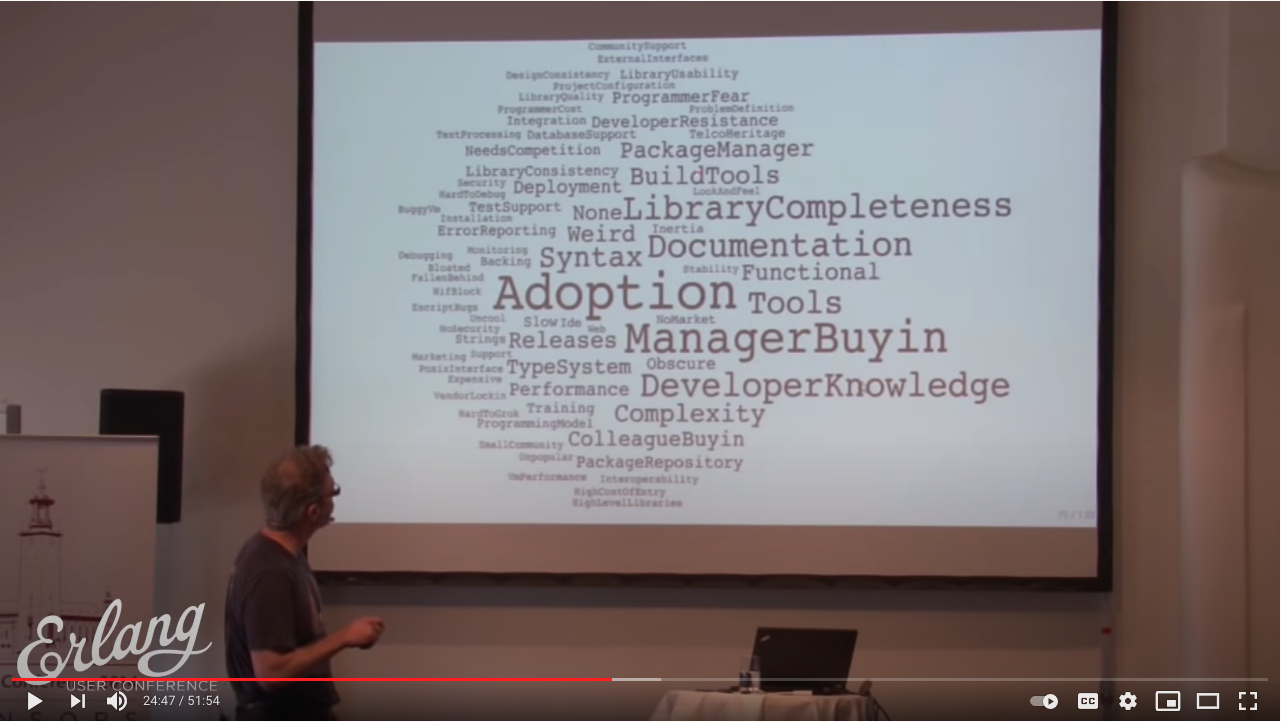 CommunitySupport
ExternalInterfaces
DesignConsistency LibraryUsability
ProjectConfiguration
LibraryQuality ProgrammerFear
ProgrammerCost ProblemDefinition
Integration DeveloperResistance
TextProcessing DatabaseSupport TelcoHeritage
NeedsCompetition PackageManager
LibraryConsistency BuildTools
Security Deployment LookAndFeel
HardToDebug
BuggyVm TestSupport None LibraryCompleteness
Installation
ErrorReporting Weird Inertia
Debugging Monitoring Syntax Documentation
Backing
Bloated Stability Functional
FallenBehind
NifBlock Adoption Tools
EscriptBugs
Uncool Slow Ide NoMarket
NoSecurity Web
Strings Releases ManagerBuyin
Marketing Support
PosixInterface TypeSystem Obscure
Expensive
VendorLockin Performance DeveloperKnowledge
HardToGrok Training Complexity
ProgrammingModel
SmallCommunity ColleagueBuyin
Unpopular PackageRepository
VmPerformance Interoperability
HighCostOfEntry
HighLevelLibraries
Erlang
USER CONFERENCE
24:47 / 51:54
CC